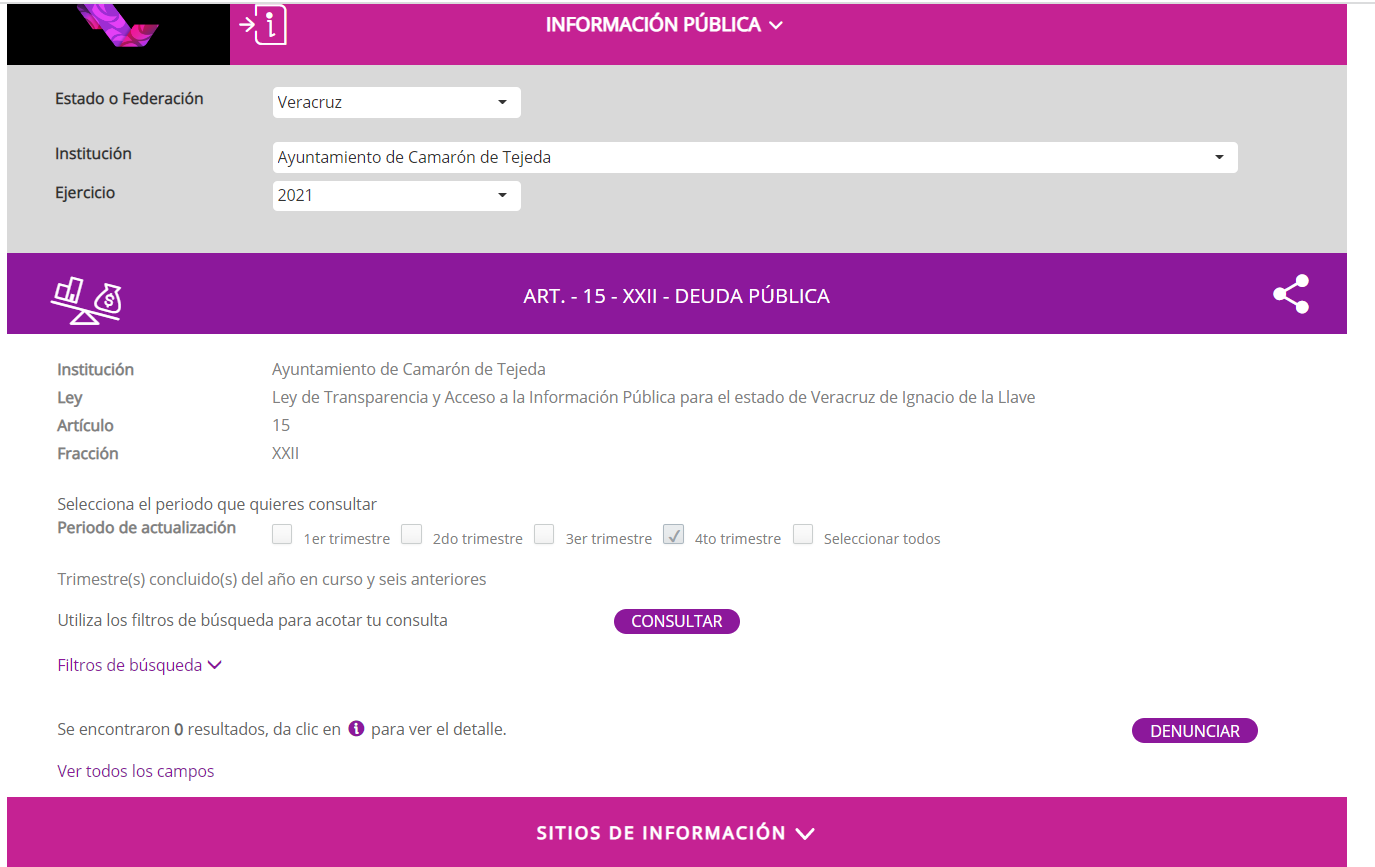 INFORMACIÓN PÚBLICA
Estado o Federación Veracruz
Institución Ayuntamiento de Camarón de Tejeda
Ejercicio 2021
ART. - 15 - XXII - DEUDA PÚBLICA
Institución Ayuntamiento de Camarón de Tejeda
Ley Ley de Transparencia y Acceso a la Información Pública para el estado de Veracruz de Ignacio de la Llave
Artículo 15
Fracción XXII
Selecciona el periodo que quieres consultar
Periodo de actualización 1er trimestre 2do trimestre 3er trimestre 4to trimestre Seleccionar todos
Trimestre(s) concluido(s) del año en curso y seis anteriores
Utiliza los filtros de búsqueda para acotar tu consulta CONSULTAR
Filtros de búsqueda
Se encontraron 0 resultados, da clic en i para ver el detalle. DENUNCIAR
Ver todos los campos
SITIOS DE INFORMACIÓN